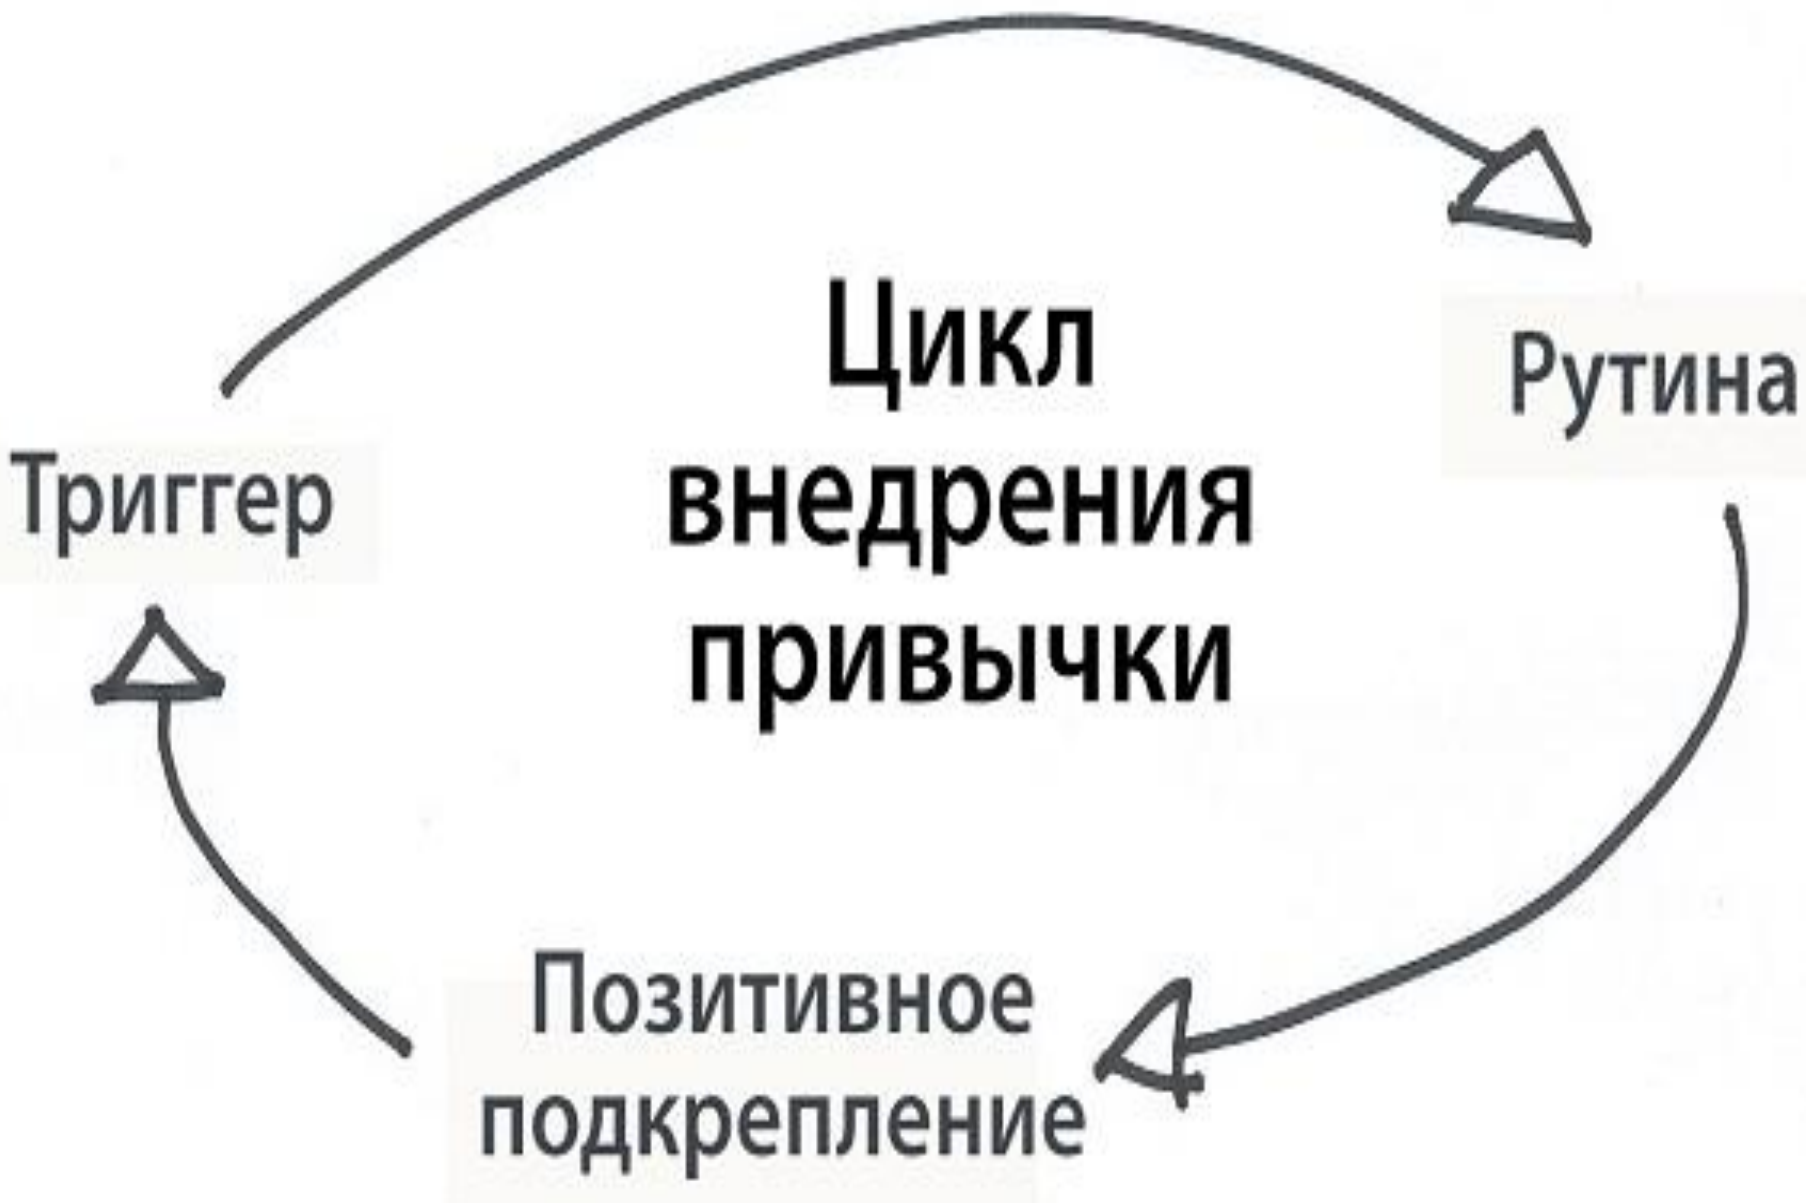 Цикл
внедрения
привычки
Рутина
Триггер
Позитивное
подкрепление